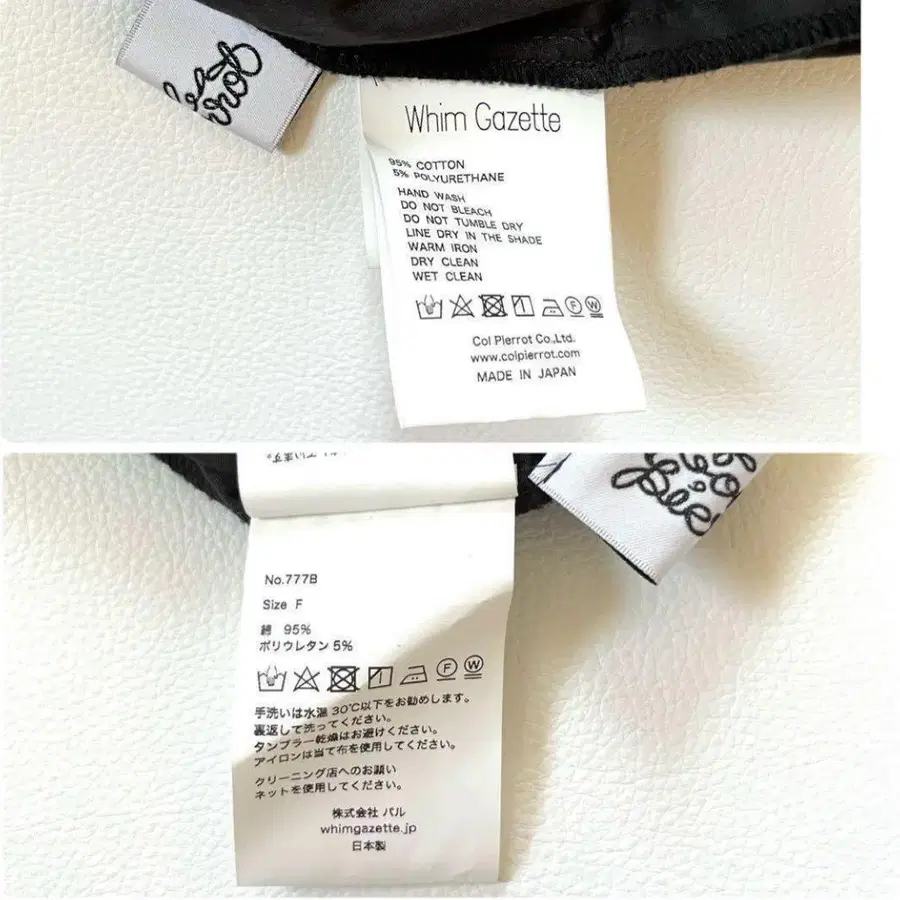 Whim Gazette
95% COTTON
5% POLYURETHANE
HAND WASH
DO NOT BLEACH
DO NOT TUMBLE DRY
LINE DRY IN THE SHADE
WARM IRON
DRY CLEAN
WET CLEAN
F W
Col Pierrot Co.,Ltd.
www.colpierrot.com
MADE IN JAPAN
ています。
No.777B
Size F
綿 95%
ポリウレタン 5%
F W
手洗いは水温 30℃以下をお勧めします。
裏返して洗ってください。
タンブラー乾燥はお避けください。
アイロンは当て布を使用してください。
クリーニング店へのお願い
ネットを使用してください。
株式会社 パル
whimgazette.jp
日本製